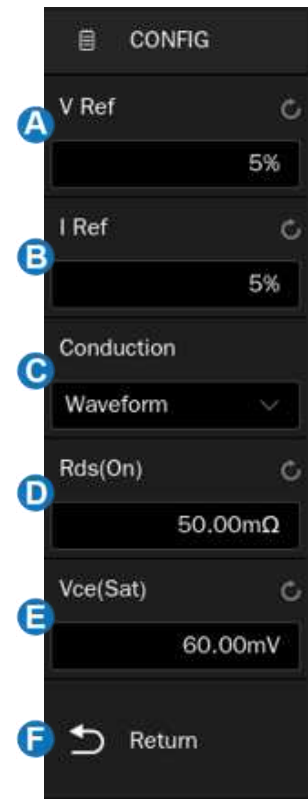 CONFIG
A
V Ref
5%
B
I Ref
5%
C
Conduction
Waveform
D
Rds(On)
50.00mΩ
E
Vce(Sat)
60.00mV
F
Return